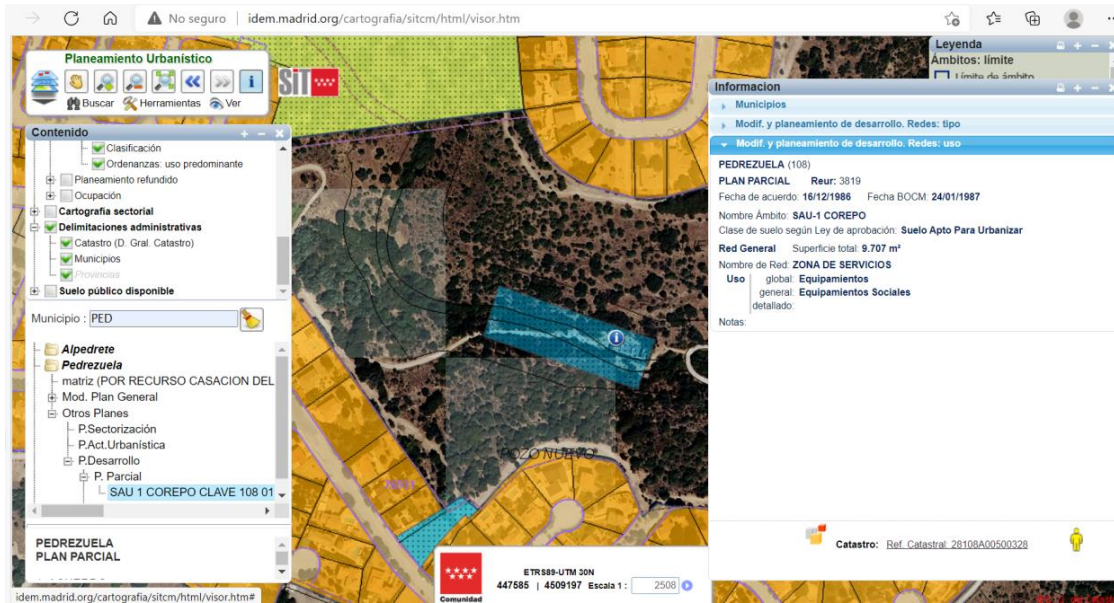 No seguro | idem.madrid.org/cartografia/sitcm/html/visor.htm
Planeamiento Urbanístico
Buscar Herramientas Ver
SiT
Contenido
Clasificación
Ordenanzas: uso predominante
Planeamiento refundido
Ocupación
Cartografia sectorial
Delimitaciones administrativas
Catastro (D. Gral. Catastro)
Municipios
Provincias
Suelo público disponible
Municipio : PED
Alpedrete
Pedrezuela
matriz (POR RECURSO CASACION DEL
Mod. Plan General
Otros Planes
P.Sectorización
P.Act.Urbanística
P.Desarrollo
P. Parcial
SAU 1 COREPO CLAVE 108 01
PEDREZUELA
PLAN PARCIAL
idem.madrid.org/cartografia/sitcm/html/visor.htm#
POZO NUEVO
Comunidad
ETRS89-UTM 30N
447585 | 4509197 Escala 1 : 2508
Leyenda
Ámbitos: límite
Límite de ámbito
Informacion
Municipios
Modif. y planeamiento de desarrollo. Redes: tipo
Modif. y planeamiento de desarrollo. Redes: uso
PEDREZUELA (108)
PLAN PARCIAL Reur: 3819
Fecha de acuerdo: 16/12/1986 Fecha BOCM: 24/01/1987
Nombre Ámbito: SAU-1 COREPO
Clase de suelo según Ley de aprobación: Suelo Apto Para Urbanizar
Red General Superficie total: 9.707 m²
Nombre de Red: ZONA DE SERVICIOS
Uso global: Equipamientos
general: Equipamientos Sociales
detallado:
Notas:
Catastro: Ref. Catastral: 28108A00500328